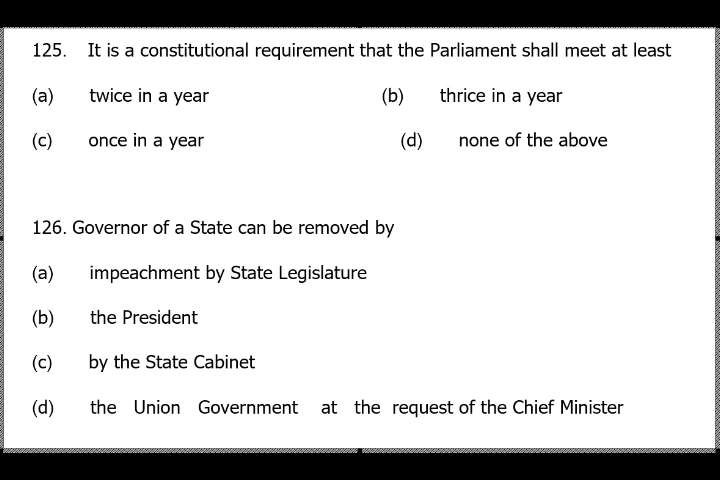 125. It is a constitutional requirement that the Parliament shall meet at least
(a) twice in a year (b) thrice in a year
(c) once in a year (d) none of the above
126. Governor of a State can be removed by
(a) impeachment by State Legislature
(b) the President
(c) by the State Cabinet
(d) the Union Government at the request of the Chief Minister